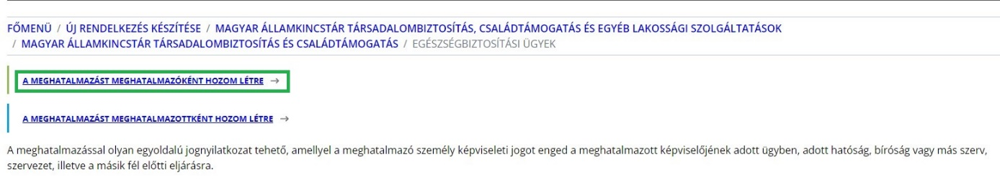 FŐMENÜ / ÚJ RENDELKEZÉS KÉSZÍTÉSE / MAGYAR ÁLLAMKINCSTÁR TÁRSADALOMBIZTOSÍTÁS, CSALÁDTÁMOGATÁS ÉS EGYÉB LAKOSSÁGI SZOLGÁLTATÁSOK
/ MAGYAR ÁLLAMKINCSTÁR TÁRSADALOMBIZTOSÍTÁS ÉS CSALÁDTÁMOGATÁS / EGÉSZSÉGBIZTOSÍTÁSI ÜGYEK
A MEGHATALMAZÁST MEGHATALMAZÓKÉNT HOZOM LÉTRE →
A MEGHATALMAZÁST MEGHATALMAZOTTKÉNT HOZOM LÉTRE →
A meghatalmazással olyan egyoldalú jognyilatkozat tehető, amellyel a meghatalmazó személy képviseleti jogot enged a meghatalmazott képviselőjének adott ügyben, adott hatóság, bíróság vagy más szerv,
szervezet, illetve a másik fél előtti eljárásra.